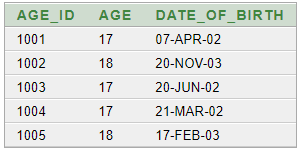 AGE_ID AGE DATE_OF_BIRTH
1001 17 07-APR-02
1002 18 20-NOV-03
1003 17 20-JUN-02
1004 17 21-MAR-02
1005 18 17-FEB-03